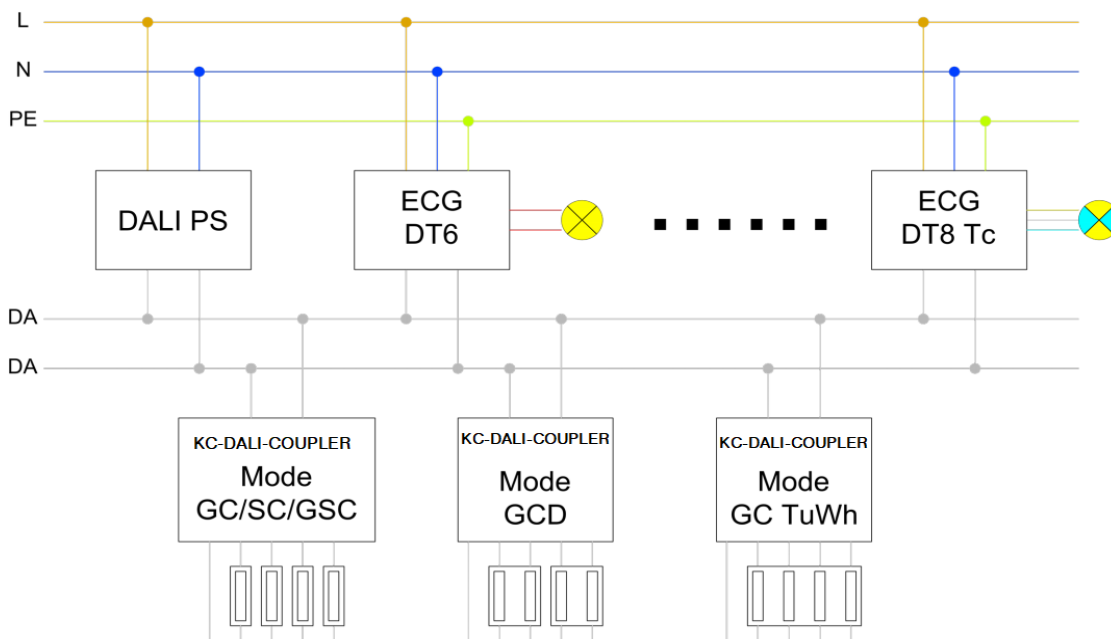 L
N
PE
DALI PS
ECG
DT6
ECG
DT8 Tc
DA
DA
KC-DALI-COUPLER
Mode
GC/SC/GSC
KC-DALI-COUPLER
Mode
GCD
KC-DALI-COUPLER
Mode
GC TuWh